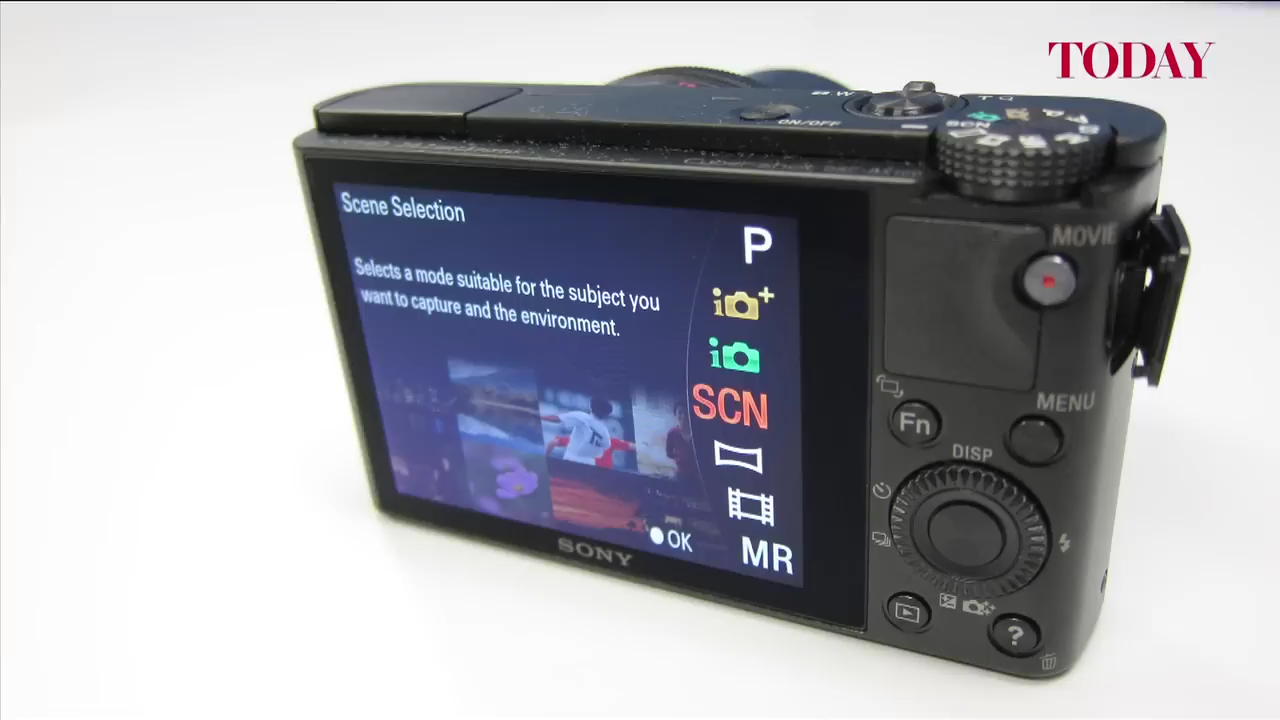 TODAY
W T
ON/OFF
MOVIE
Scene Selection
P
Selects a mode suitable for the subject you
want to capture and the environment.
i +
i
SCN
MENU
Fn
DISP
OK
MR
SONY
?